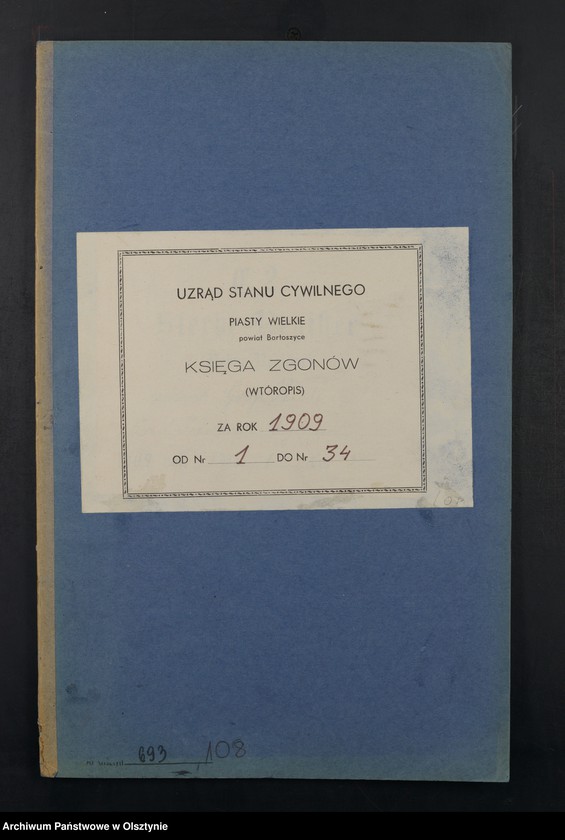 UZRĄD STANU CYWILNEGO
PIASTY WIELKIE
powiat Bartoszyce
KSIĘGA ZGONÓW
(WTÓROPIS)
ZA ROK 1909
OD Nr 1 DO Nr 34
693 108
Archiwum Państwowe w Olsztynie